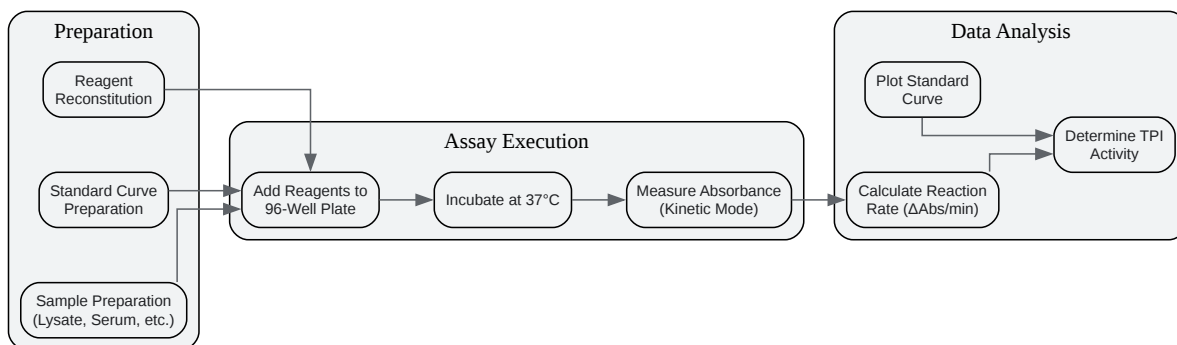 Preparation
Reagent
Reconstitution
Standard Curve
Preparation
Sample Preparation
(Lysate, Serum, etc.)
Assay Execution
Add Reagents to
96-Well Plate
Incubate at 37°C
Measure Absorbance
(Kinetic Mode)
Data Analysis
Plot Standard
Curve
Calculate Reaction
Rate (ΔAbs/min)
Determine TPI
Activity